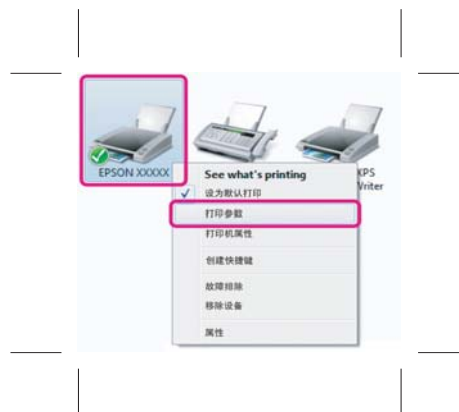 EPSON XXXXX
XPS
Writer
See what's printing
设为默认打印
打印参数
打印机属性
创建快捷键
故障排除
移除设备
属性